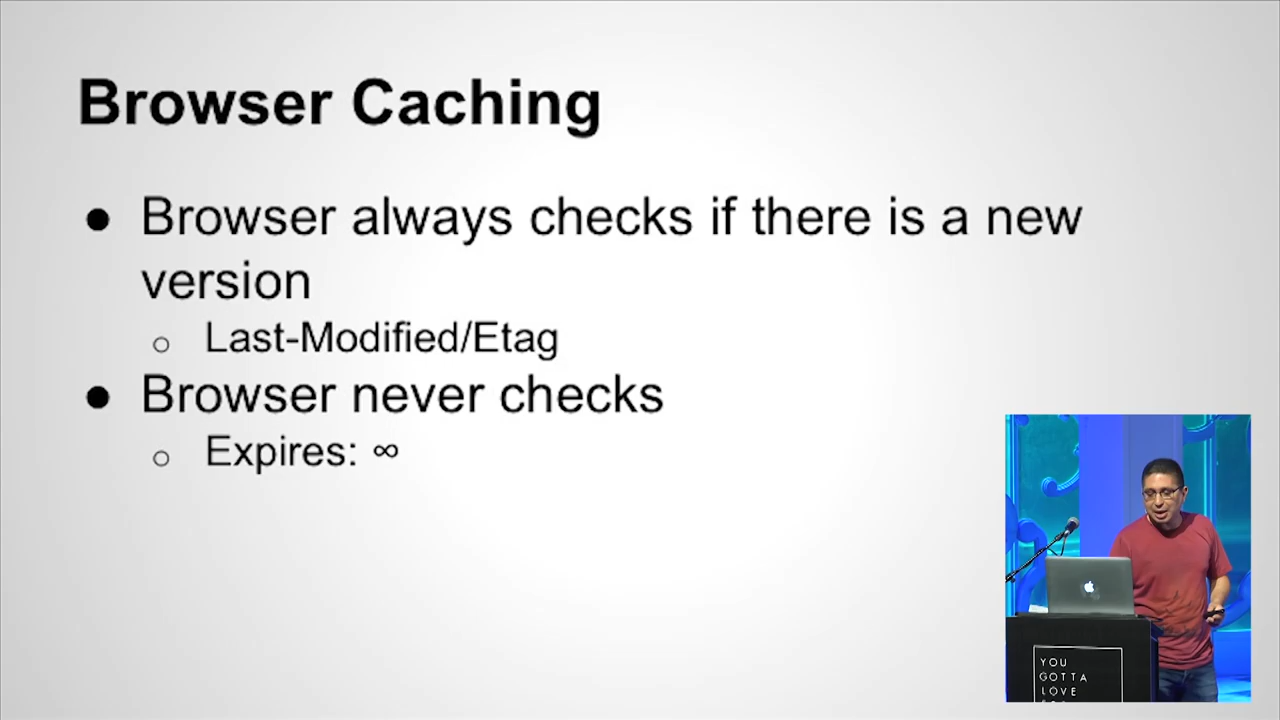 Browser Caching
● Browser always checks if there is a new
version
○ Last-Modified/Etag
● Browser never checks
○ Expires: ∞
YOU
GOTTA
LOVE